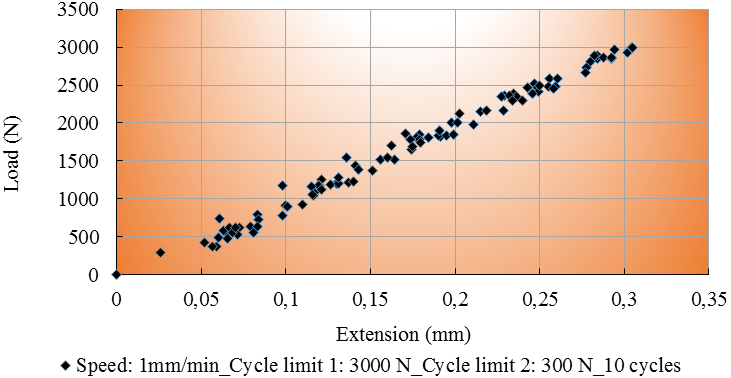 3500
3000
2500
2000
1500
1000
500
0
Load (N)
0 0,05 0,1 0,15 0,2 0,25 0,3 0,35
Extension (mm)
Speed: 1mm/min_Cycle limit 1: 3000 N_Cycle limit 2: 300 N_10 cycles